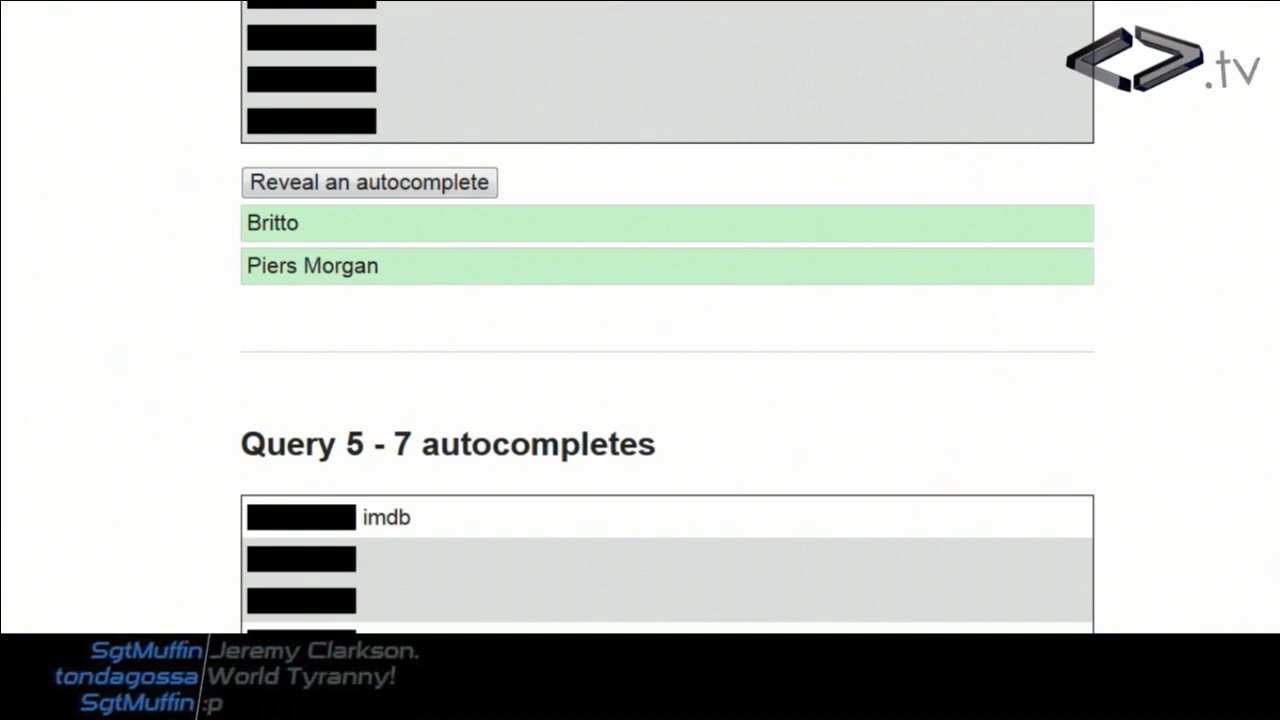 .tv
Reveal an autocomplete
Britto
Piers Morgan
Query 5 - 7 autocompletes
imdb
SgtMuffin Jeremy Clarkson.
tondagossa World Tyranny!
SgtMuffin :p